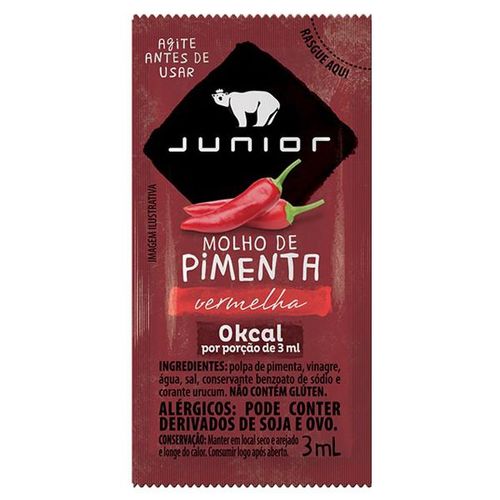 AGITE
ANTES DE
USAR
RASGUE AQUI
JUNIOR
IMAGEM ILUSTRATIVA
MOLHO DE
PIMENTA
vermelha
0kcal
por porção de 3 ml
INGREDIENTES: polpa de pimenta, vinagre,
água, sal, conservante benzoato de sódio e
corante urucum. NÃO CONTÉM GLÚTEN.
ALÉRGICOS: PODE CONTER
DERIVADOS DE SOJA E OVO.
CONSERVAÇÃO: Manter em local seco e arejado
e longe do calor. Consumir logo após aberto.
3mL